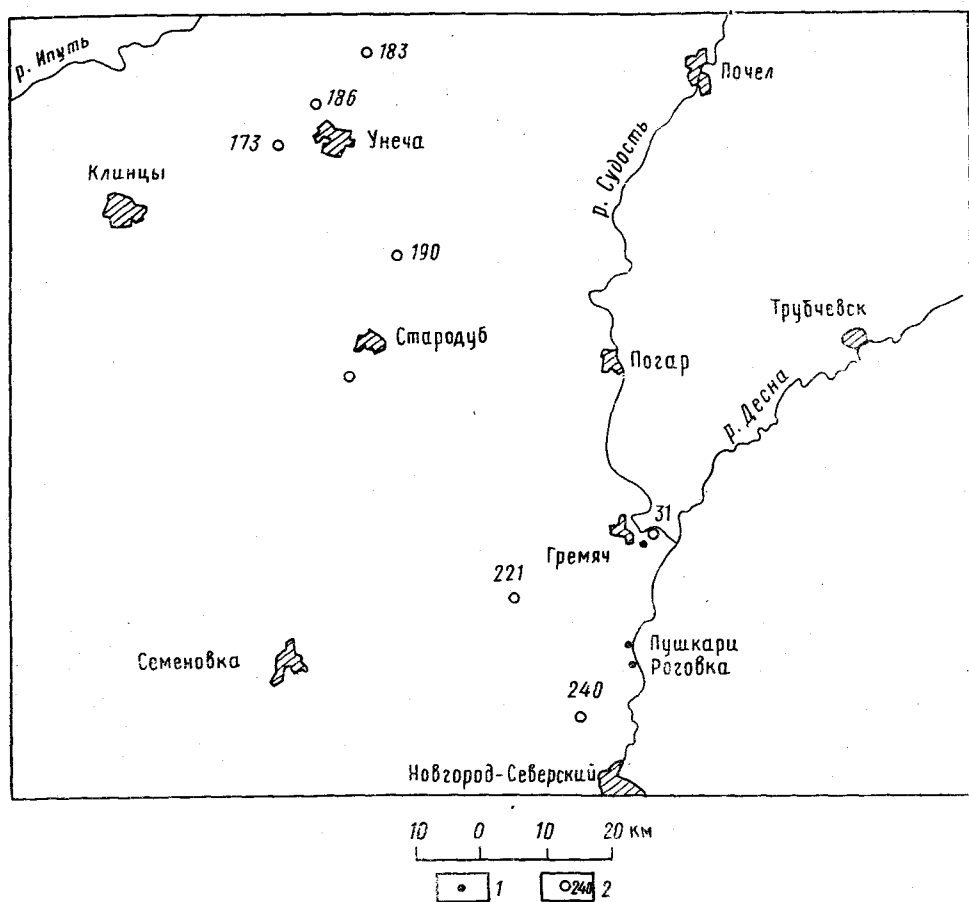 р. Ипуть
183
Почел
186
173
Унеча
Клинцы
р. Судость
190
Трубчевск
Стародуб
Погар
р. Десна
31
Гремяч
221
Пушкари
Семеновка
Роговка
240
Новгород-Северский
10 0 10 20 км
1 240 2